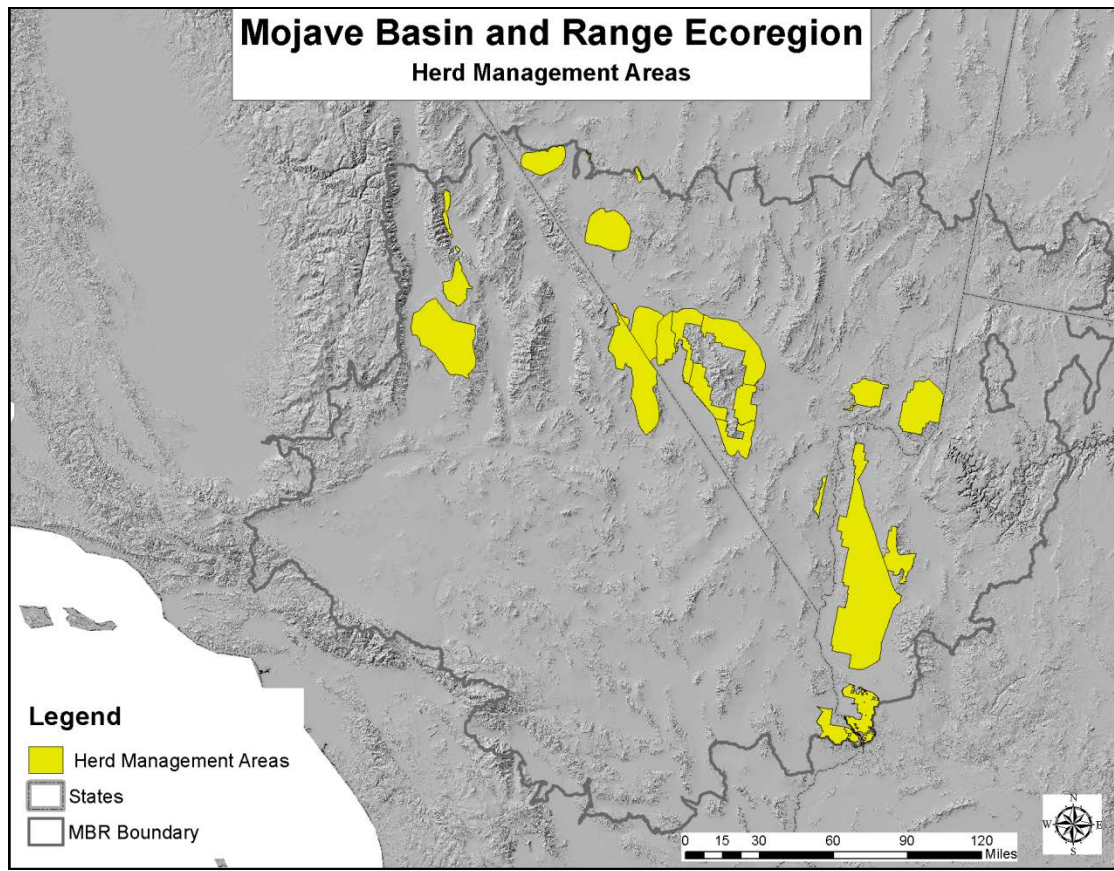 Mojave Basin and Range Ecoregion
Herd Management Areas
Legend
Herd Management Areas
States
MBR Boundary
0 15 30 60 90 120
Miles
N
W E
S